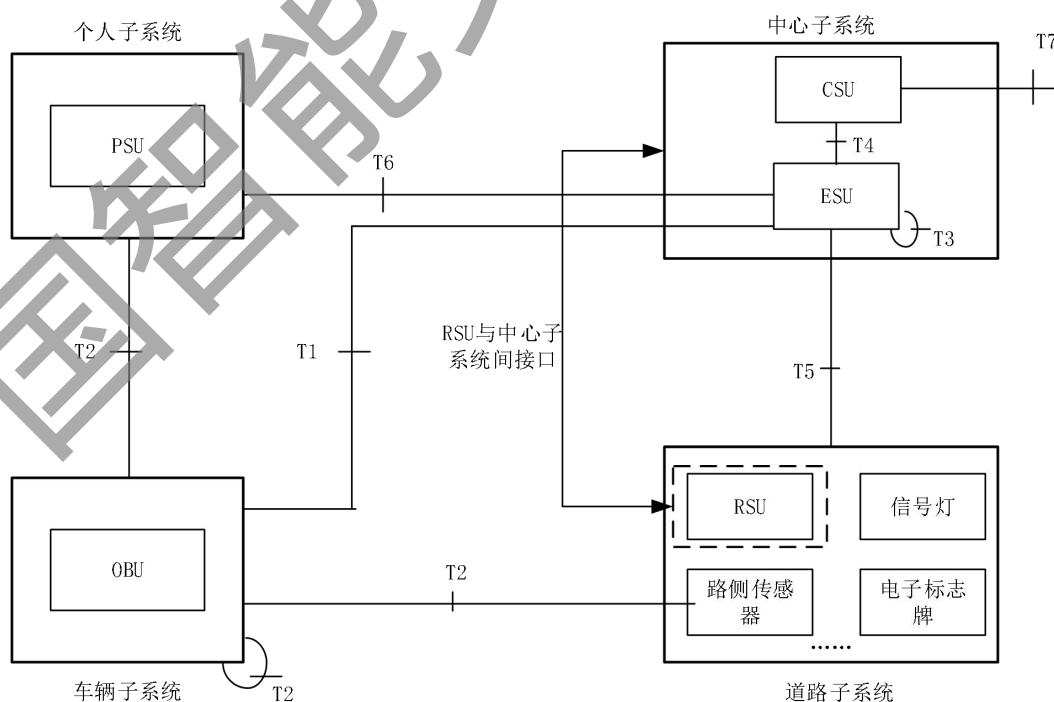 个人子系统
中心子系统
T7
CSU
PSU
T4
T6
ESU
T3
RSU与中心子
系统间接口
T2
T1
T5
RSU
信号灯
OBU
T2
路侧传感
器
电子标志
牌
......
车辆子系统
T2
道路子系统
国智能